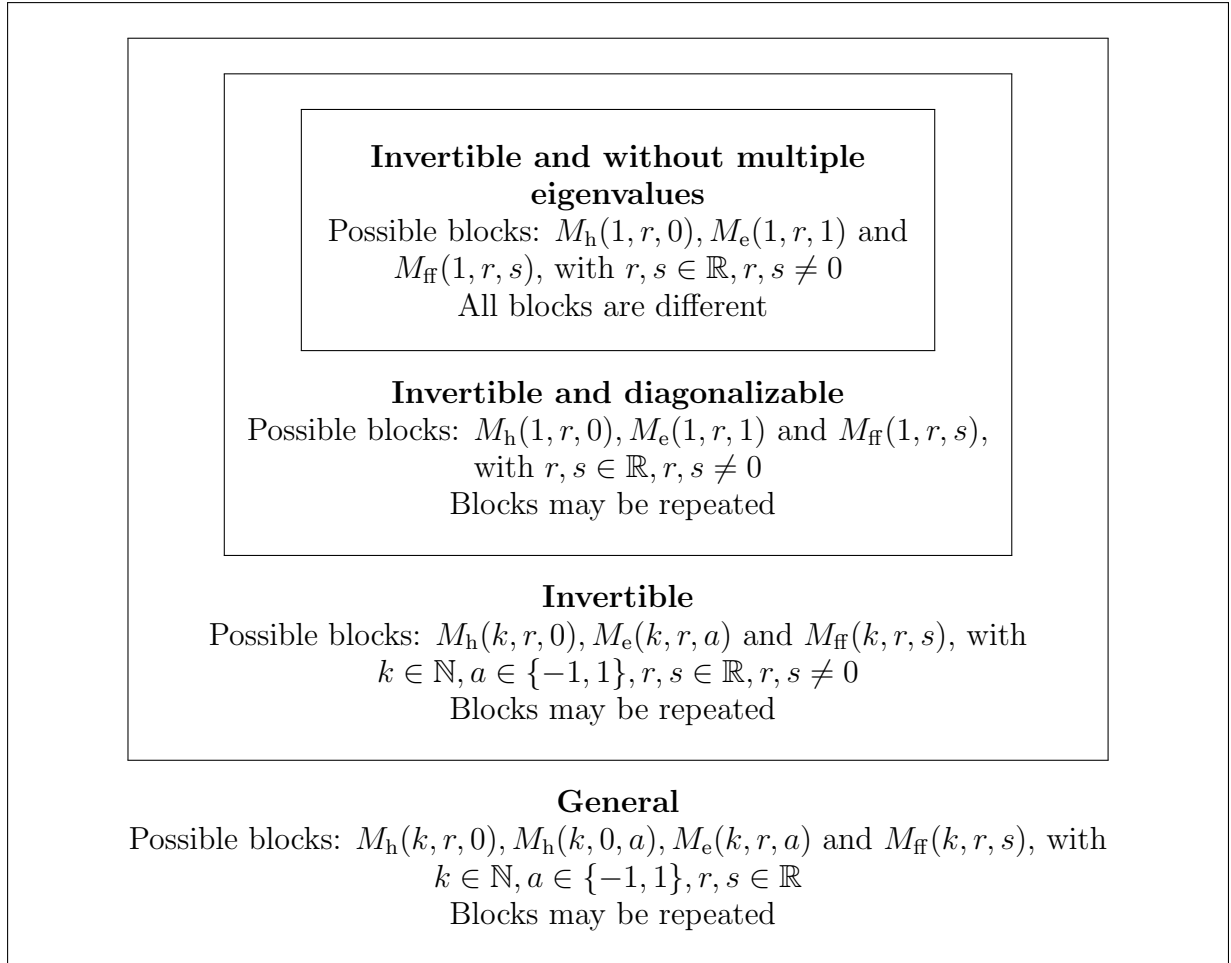 Invertible and without multiple
eigenvalues
Possible blocks: M_h(1, r, 0), M_e(1, r, 1) and
M_ff(1, r, s), with r, s ∈ ℝ, r, s ≠ 0
All blocks are different
Invertible and diagonalizable
Possible blocks: M_h(1, r, 0), M_e(1, r, 1) and M_ff(1, r, s),
with r, s ∈ ℝ, r, s ≠ 0
Blocks may be repeated
Invertible
Possible blocks: M_h(k, r, 0), M_e(k, r, a) and M_ff(k, r, s), with
k ∈ ℕ, a ∈ {−1, 1}, r, s ∈ ℝ, r, s ≠ 0
Blocks may be repeated
General
Possible blocks: M_h(k, r, 0), M_h(k, 0, a), M_e(k, r, a) and M_ff(k, r, s), with
k ∈ ℕ, a ∈ {−1, 1}, r, s ∈ ℝ
Blocks may be repeated